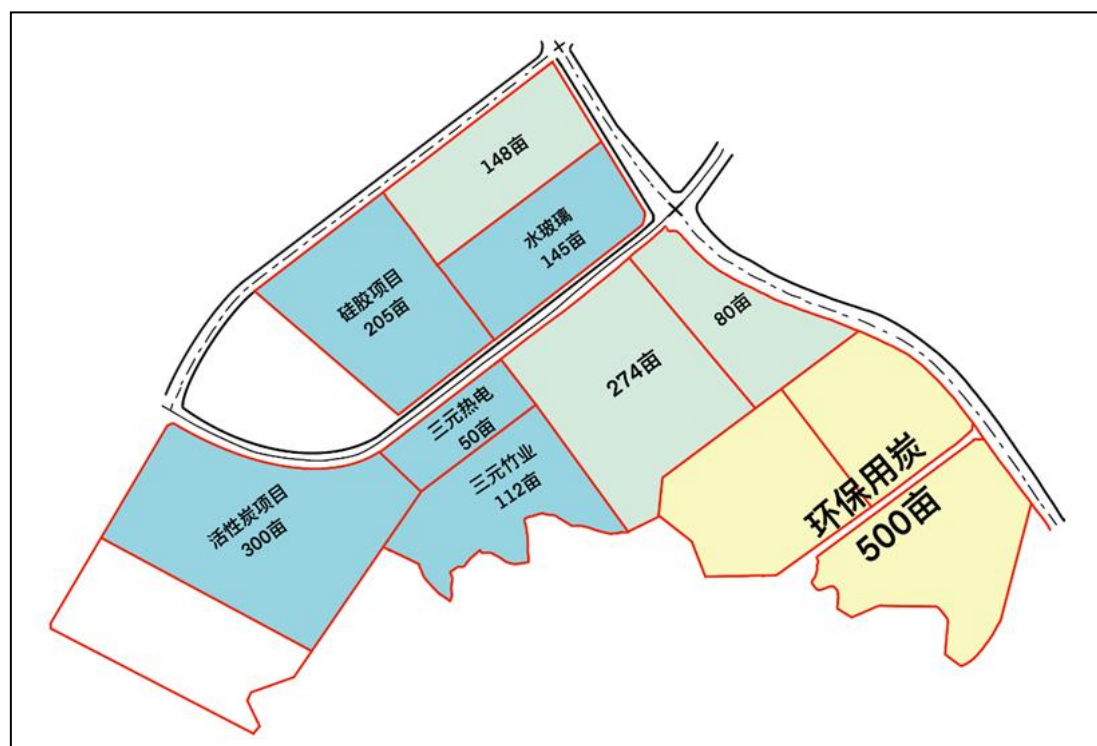 148亩
水玻璃
145亩
硅胶项目
205亩
80亩
274亩
三元热电
50亩
三元竹业
112亩
活性炭项目
300亩
环保用炭
500亩